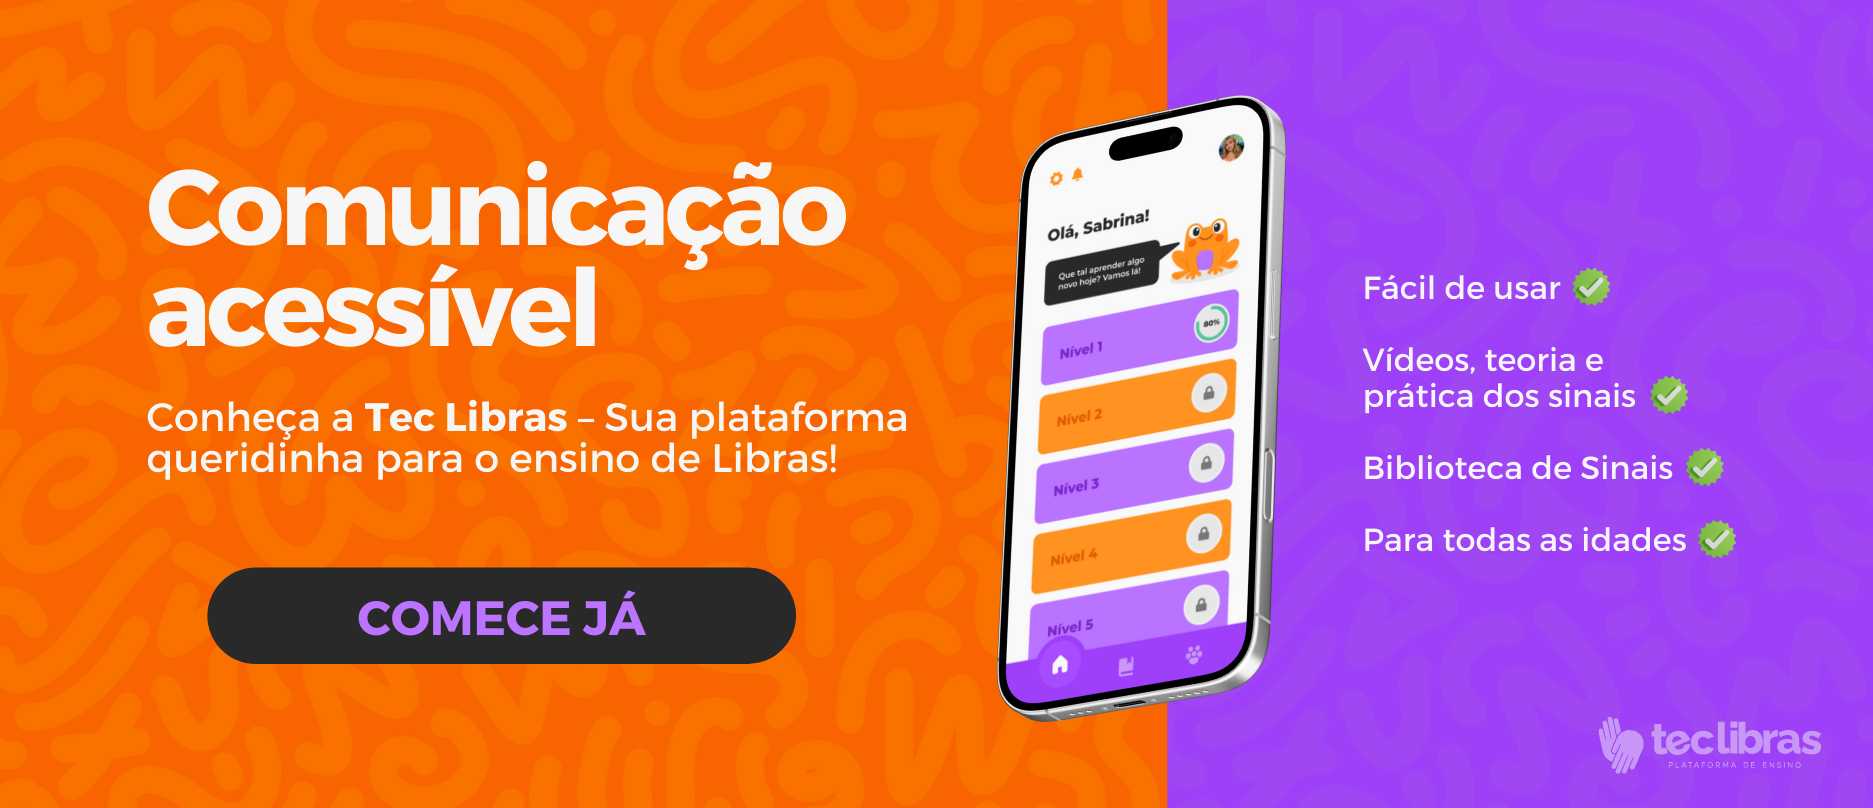 Comunicação
acessível
Conheça a Tec Libras – Sua plataforma
queridinha para o ensino de Libras!
COMECE JÁ
Olá, Sabrina!
Que tal aprender algo
novo hoje? Vamos lá!
Nível 1
80%
Nível 2
Nível 3
Nível 4
Nível 5
Fácil de usar
Vídeos, teoria e
prática dos sinais
Biblioteca de Sinais
Para todas as idades
teclibras
PLATAFORMA DE ENSINO